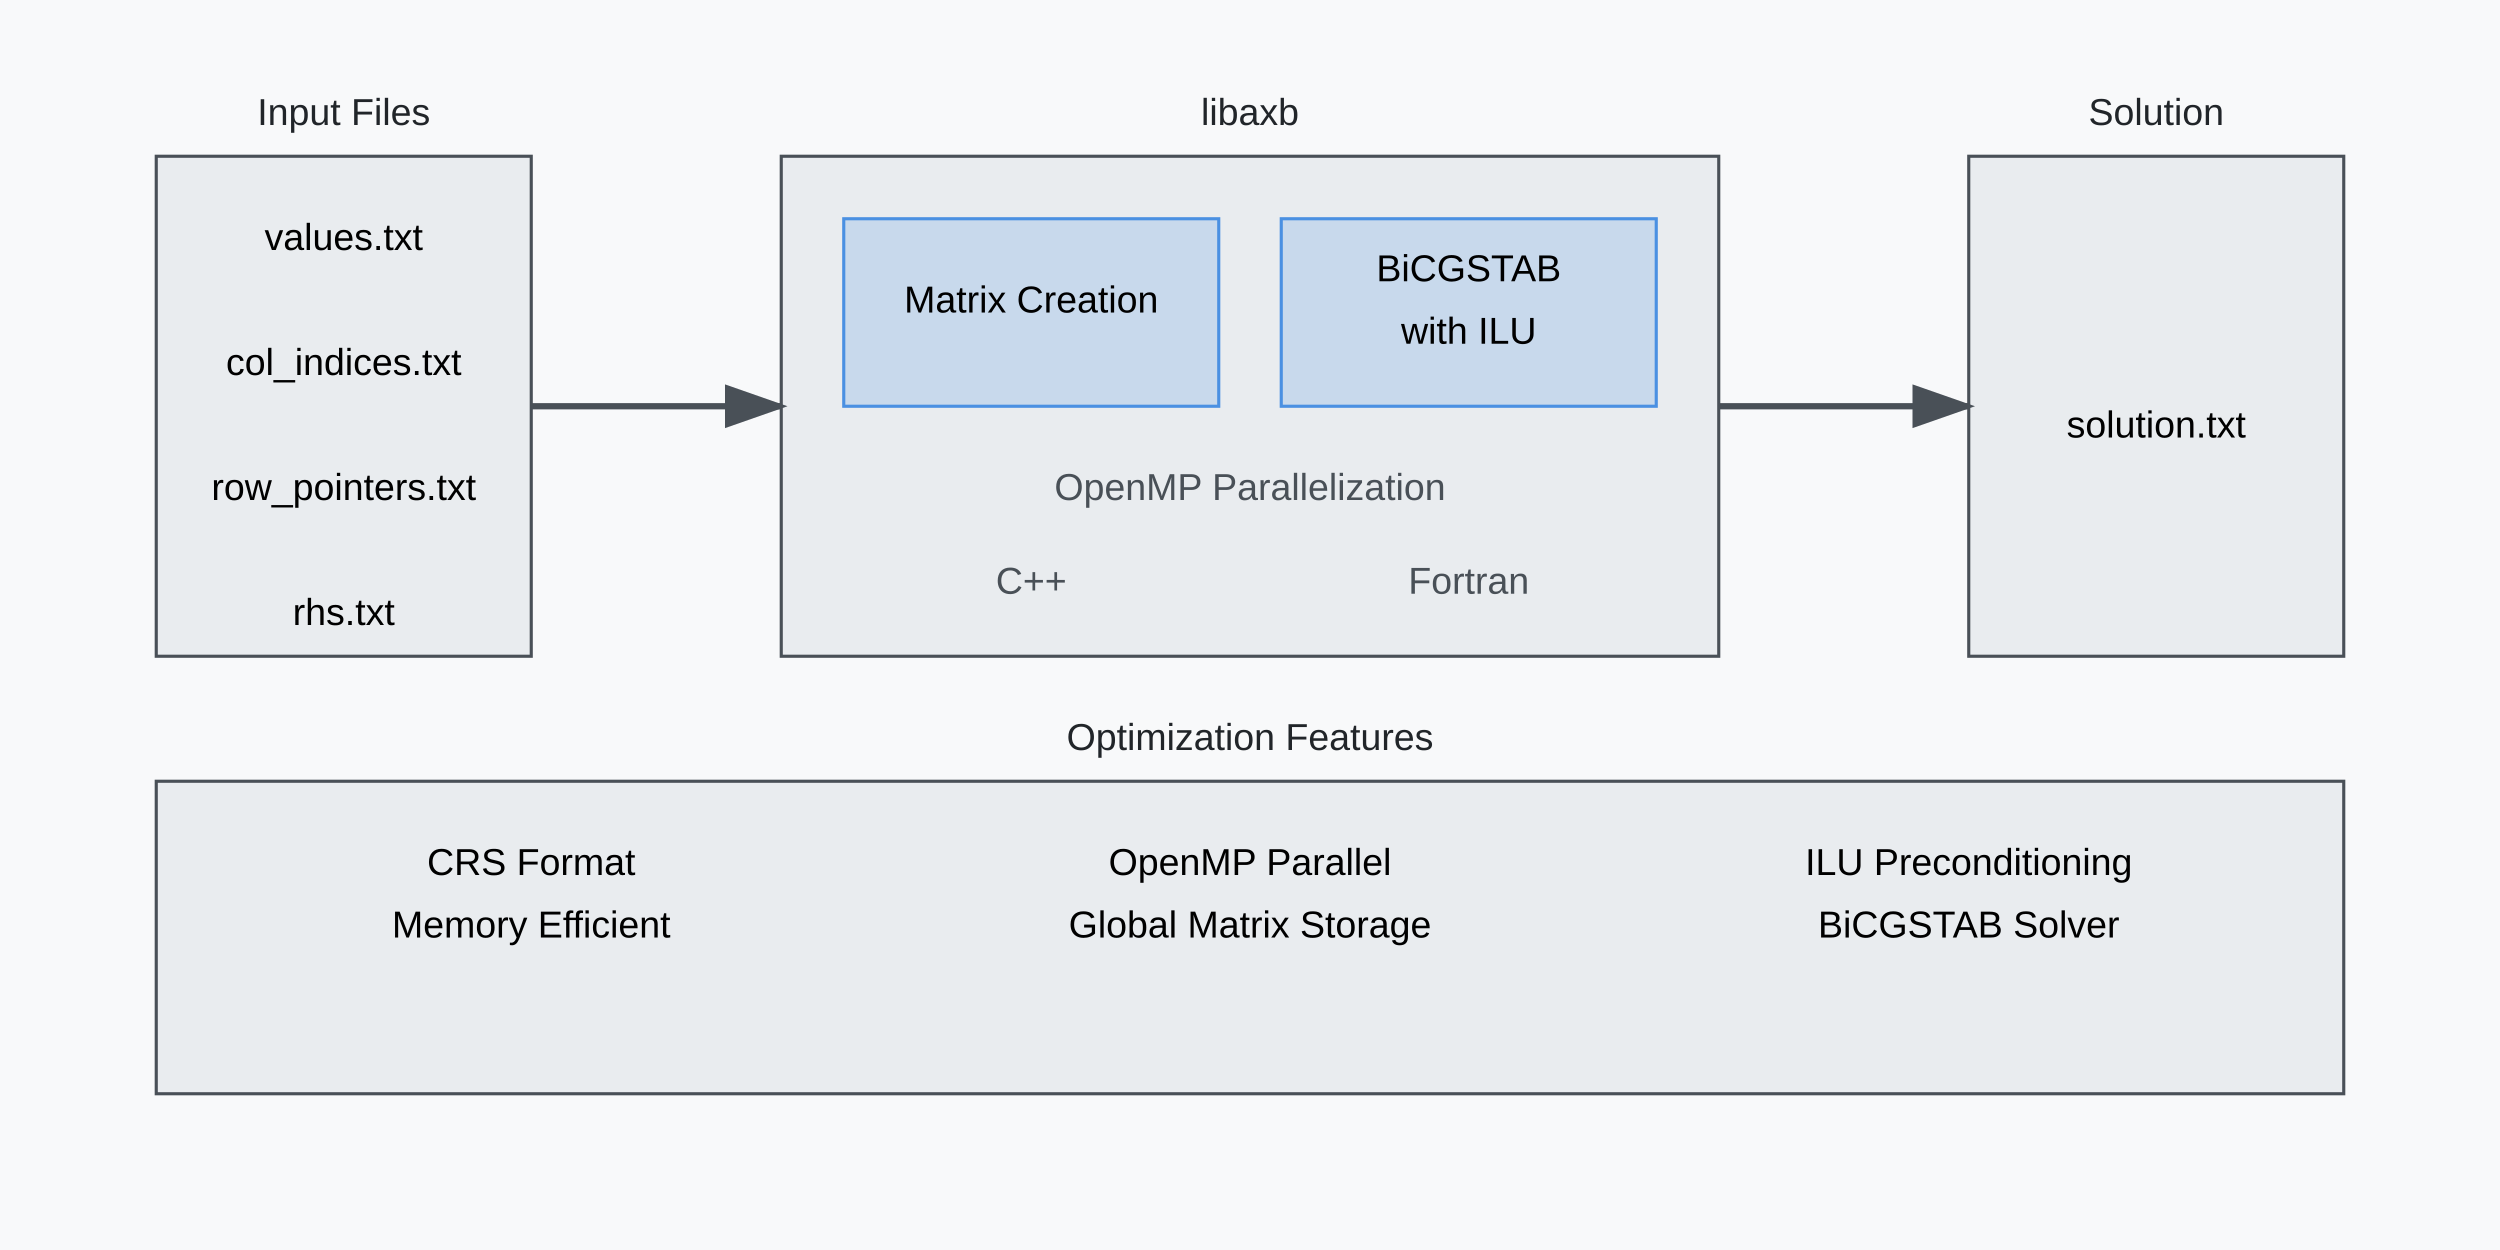 Input Files
values.txt
col_indices.txt
row_pointers.txt
rhs.txt
libaxb
Matrix Creation
BiCGSTAB
with ILU
OpenMP Parallelization
C++
Fortran
Solution
solution.txt
Optimization Features
CRS Format
Memory Efficient
OpenMP Parallel
Global Matrix Storage
ILU Preconditioning
BiCGSTAB Solver